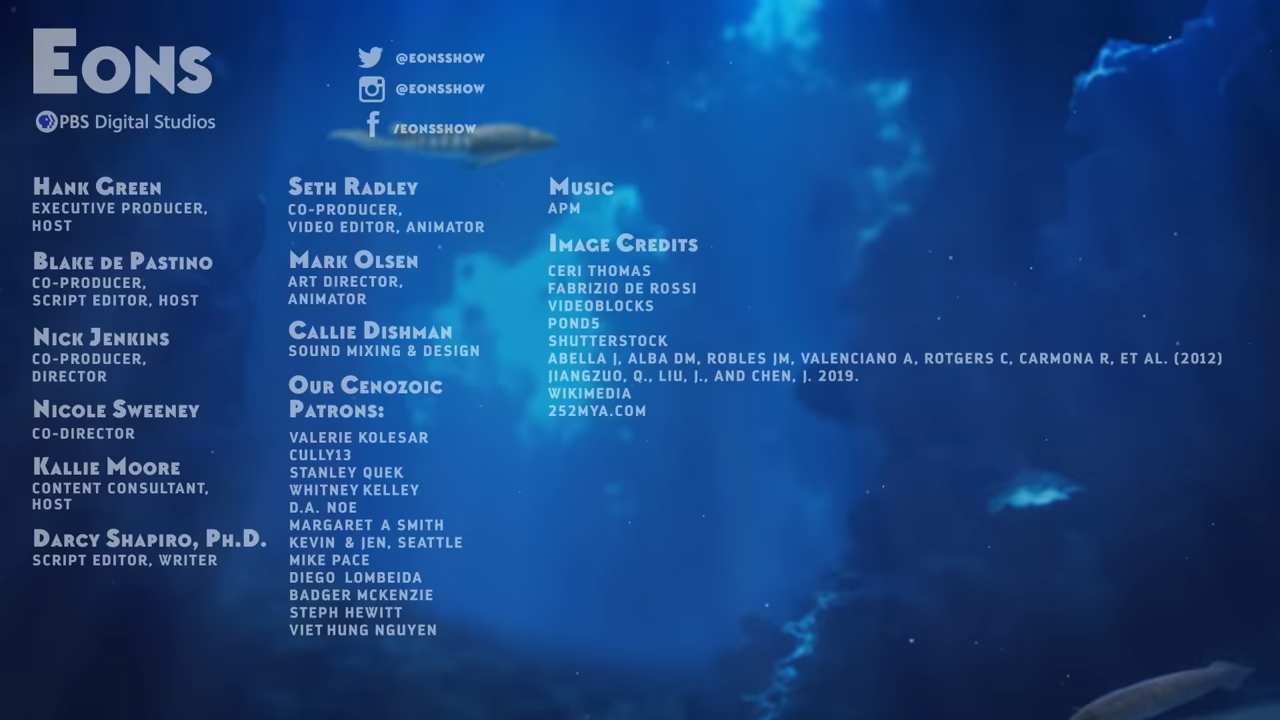 Eons
PBS Digital Studios
@EONSSHOW
@EONSSHOW
/EONSSHOW
Hank Green
EXECUTIVE PRODUCER,
HOST
Blake de Pastino
CO-PRODUCER,
SCRIPT EDITOR, HOST
Nick Jenkins
CO-PRODUCER,
DIRECTOR
Nicole Sweeney
CO-DIRECTOR
Kallie Moore
CONTENT CONSULTANT,
HOST
Darcy Shapiro, Ph.D.
SCRIPT EDITOR, WRITER
Seth Radley
CO-PRODUCER,
VIDEO EDITOR, ANIMATOR
Mark Olsen
ART DIRECTOR,
ANIMATOR
Callie Dishman
SOUND MIXING & DESIGN
Our Cenozoic
Patrons:
VALERIE KOLESAR
CULLY13
STANLEY QUEK
WHITNEY KELLEY
D.A. NOE
MARGARET A SMITH
KEVIN & JEN, SEATTLE
MIKE PACE
DIEGO LOMBEIDA
BADGER MCKENZIE
STEPH HEWITT
VIET HUNG NGUYEN
Music
APM
Image Credits
CERI THOMAS
FABRIZIO DE ROSSI
VIDEOBLOCKS
POND5
SHUTTERSTOCK
ABELLA J, ALBA DM, ROBLES JM, VALENCIANO A, ROTGERS C, CARMONA R, ET AL. (2012)
JIANGZUO, Q., LIU, J., AND CHEN, J. 2019.
WIKIMEDIA
252MYA.COM